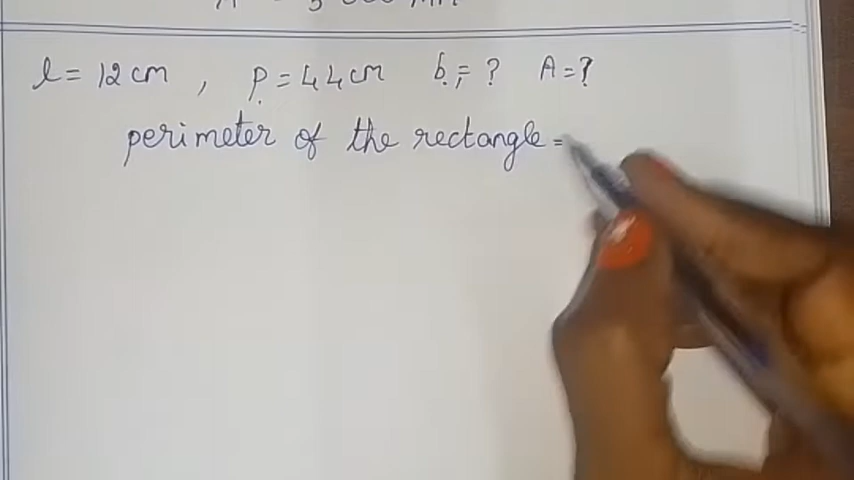 l = 12 cm , p = 44 cm b = ? A = ?
perimeter of the rectangle =